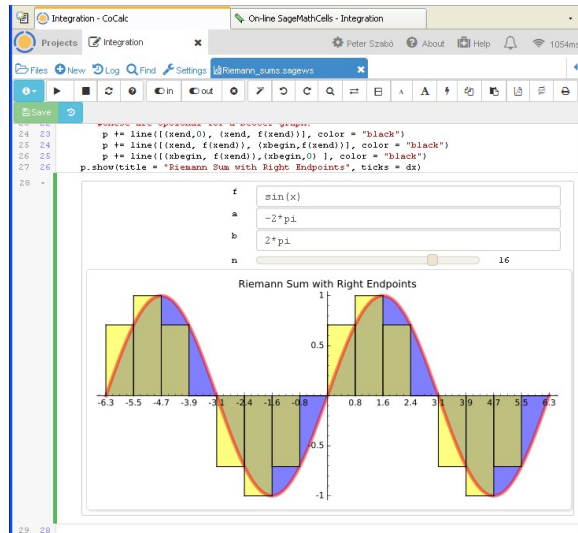 Integration - CoCalc
On-line SageMathCells - Integration
Projects Integration × Peter Szabó About Help 1054ms
Files New Log Find Settings Riemann_sums.sagews ×
in out A A
Save
24 23 p += line([(xend,0), (xend, f(xend))], color = "black")
25 24 p += line([(xend, f(xend)), (xbegin,f(xend))], color = "black")
26 25 p += line([(xbegin, f(xend)),(xbegin,0) ], color = "black")
27 26 p.show(title = "Riemann Sum with Right Endpoints", ticks = dx)
28
f sin(x)
a -2*pi
b 2*pi
n 16
Riemann Sum with Right Endpoints
1
0.5
-6.3 -5.5 -4.7 -3.9 -3.1 -2.4 -1.6 -0.8 0.8 1.6 2.4 3.1 3.9 4.7 5.5 6.3
-0.5
-1
29 28